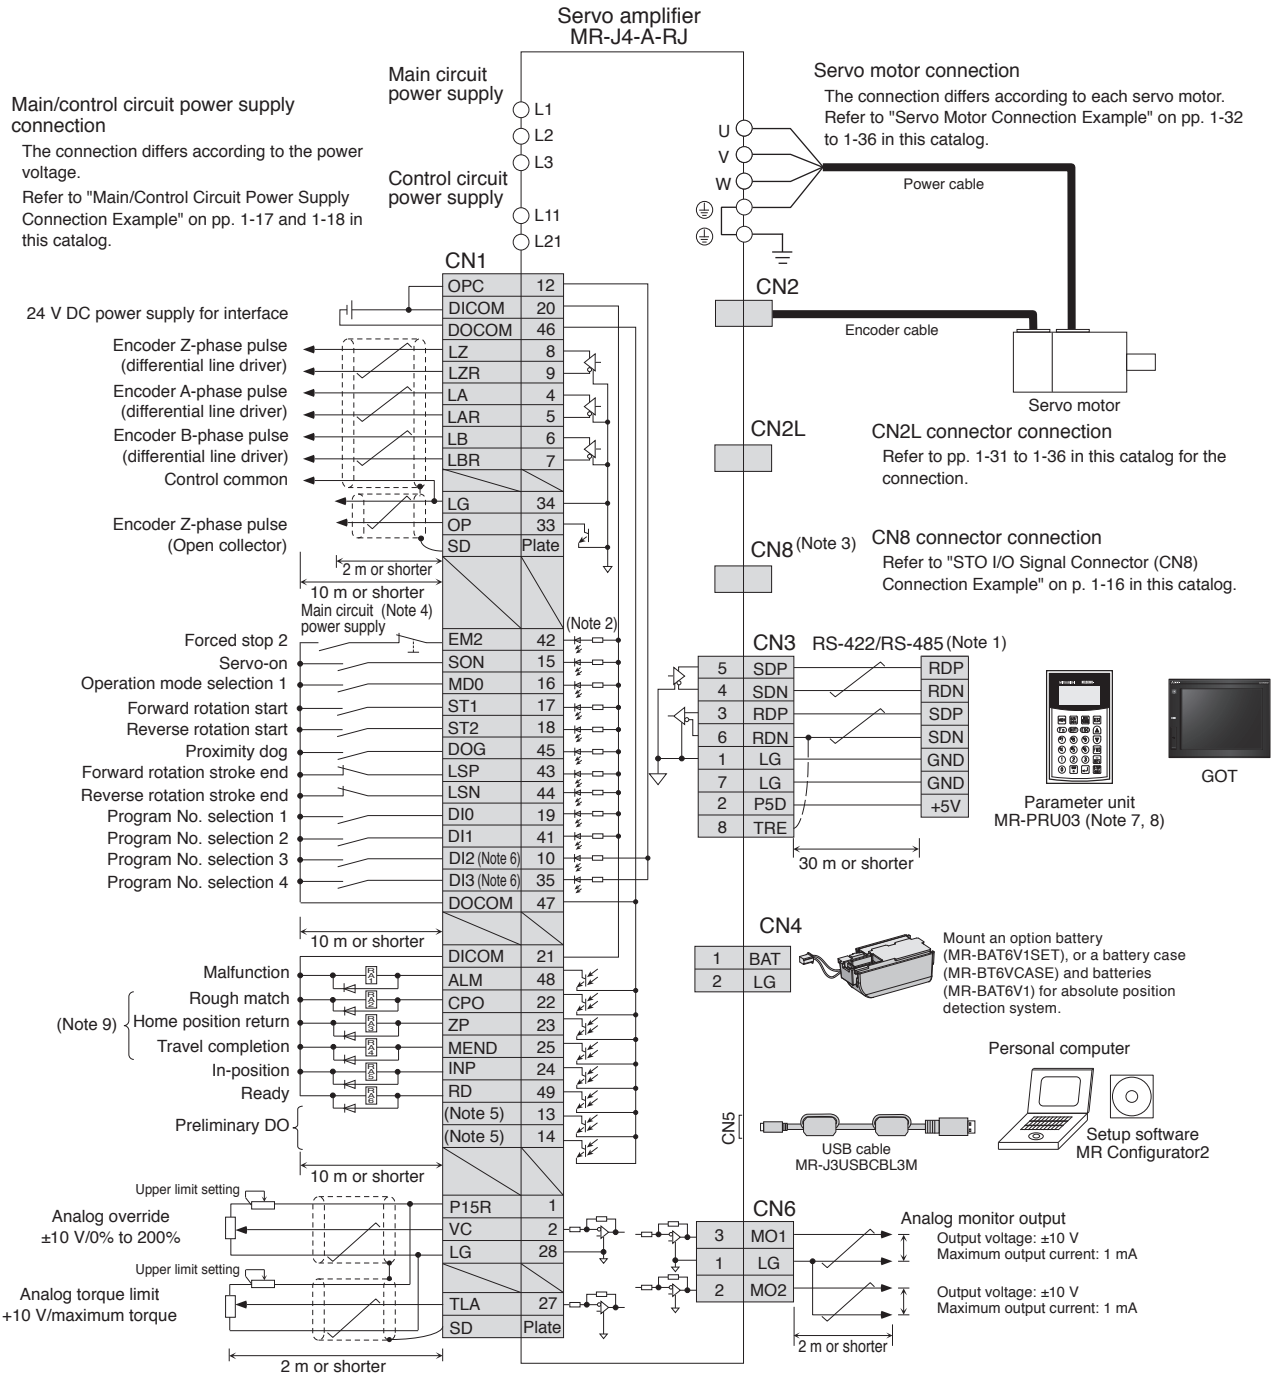 Servo amplifier
MR-J4-A-RJ
Main circuit
power supply
L1
L2
L3
Control circuit
power supply
L11
L21
Main/control circuit power supply
connection
The connection differs according to the power
voltage.
Refer to "Main/Control Circuit Power Supply
Connection Example" on pp. 1-17 and 1-18 in
this catalog.
Servo motor connection
The connection differs according to each servo motor.
Refer to "Servo Motor Connection Example" on pp. 1-32
to 1-36 in this catalog.
U
V
W
Power cable
CN2
Encoder cable
Servo motor
CN2L
CN2L connector connection
Refer to pp. 1-31 to 1-36 in this catalog for the
connection.
CN8 (Note 3)
CN8 connector connection
Refer to "STO I/O Signal Connector (CN8)
Connection Example" on p. 1-16 in this catalog.
CN1
OPC 12
24 V DC power supply for interface DICOM 20
DOCOM 46
Encoder Z-phase pulse
(differential line driver)
LZ 8
LZR 9
Encoder A-phase pulse
(differential line driver)
LA 4
LAR 5
Encoder B-phase pulse
(differential line driver)
LB 6
LBR 7
Control common
LG 34
Encoder Z-phase pulse
(Open collector)
OP 33
SD Plate
2 m or shorter
10 m or shorter
Main circuit (Note 4)
power supply
(Note 2)
Forced stop 2 EM2 42
Servo-on SON 15
Operation mode selection 1 MD0 16
Forward rotation start ST1 17
Reverse rotation start ST2 18
Proximity dog DOG 45
Forward rotation stroke end LSP 43
Reverse rotation stroke end LSN 44
Program No. selection 1 DI0 19
Program No. selection 2 DI1 41
Program No. selection 3 DI2 (Note 6) 10
Program No. selection 4 DI3 (Note 6) 35
DOCOM 47
10 m or shorter
DICOM 21
Malfunction RA1 ALM 48
(Note 9)
Rough match RA2 CPO 22
Home position return RA3 ZP 23
Travel completion RA4 MEND 25
In-position RA5 INP 24
Ready RA6 RD 49
Preliminary DO
(Note 5) 13
(Note 5) 14
10 m or shorter
Upper limit setting
P15R 1
Analog override
±10 V/0% to 200%
VC 2
LG 28
Upper limit setting
Analog torque limit
+10 V/maximum torque
TLA 27
SD Plate
2 m or shorter
CN3 RS-422/RS-485 (Note 1)
5 SDP RDP
4 SDN RDN
3 RDP SDP
6 RDN SDN
1 LG GND
7 LG GND
2 P5D +5V
8 TRE
30 m or shorter
Parameter unit
MR-PRU03 (Note 7, 8)
GOT
CN4
1 BAT
2 LG
Mount an option battery
(MR-BAT6V1SET), or a battery case
(MR-BT6VCASE) and batteries
(MR-BAT6V1) for absolute position
detection system.
Personal computer
CN5
USB cable
MR-J3USBCBL3M
Setup software
MR Configurator2
CN6
3 MO1
1 LG
2 MO2
Analog monitor output
Output voltage: ±10 V
Maximum output current: 1 mA
Output voltage: ±10 V
Maximum output current: 1 mA
2 m or shorter